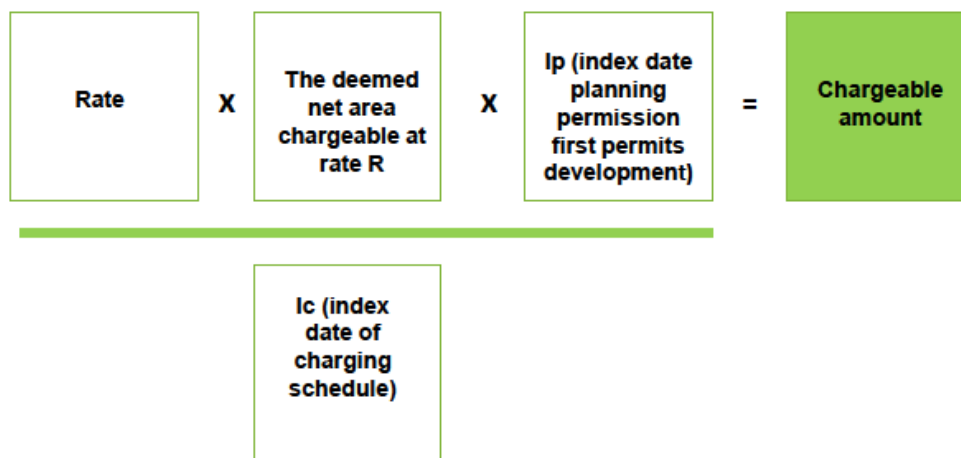 Rate
x
The deemed
net area
chargeable at
rate R
x
Ip (index date
planning
permission
first permits
development)
=
Chargeable
amount
Ic (index
date of
charging
schedule)